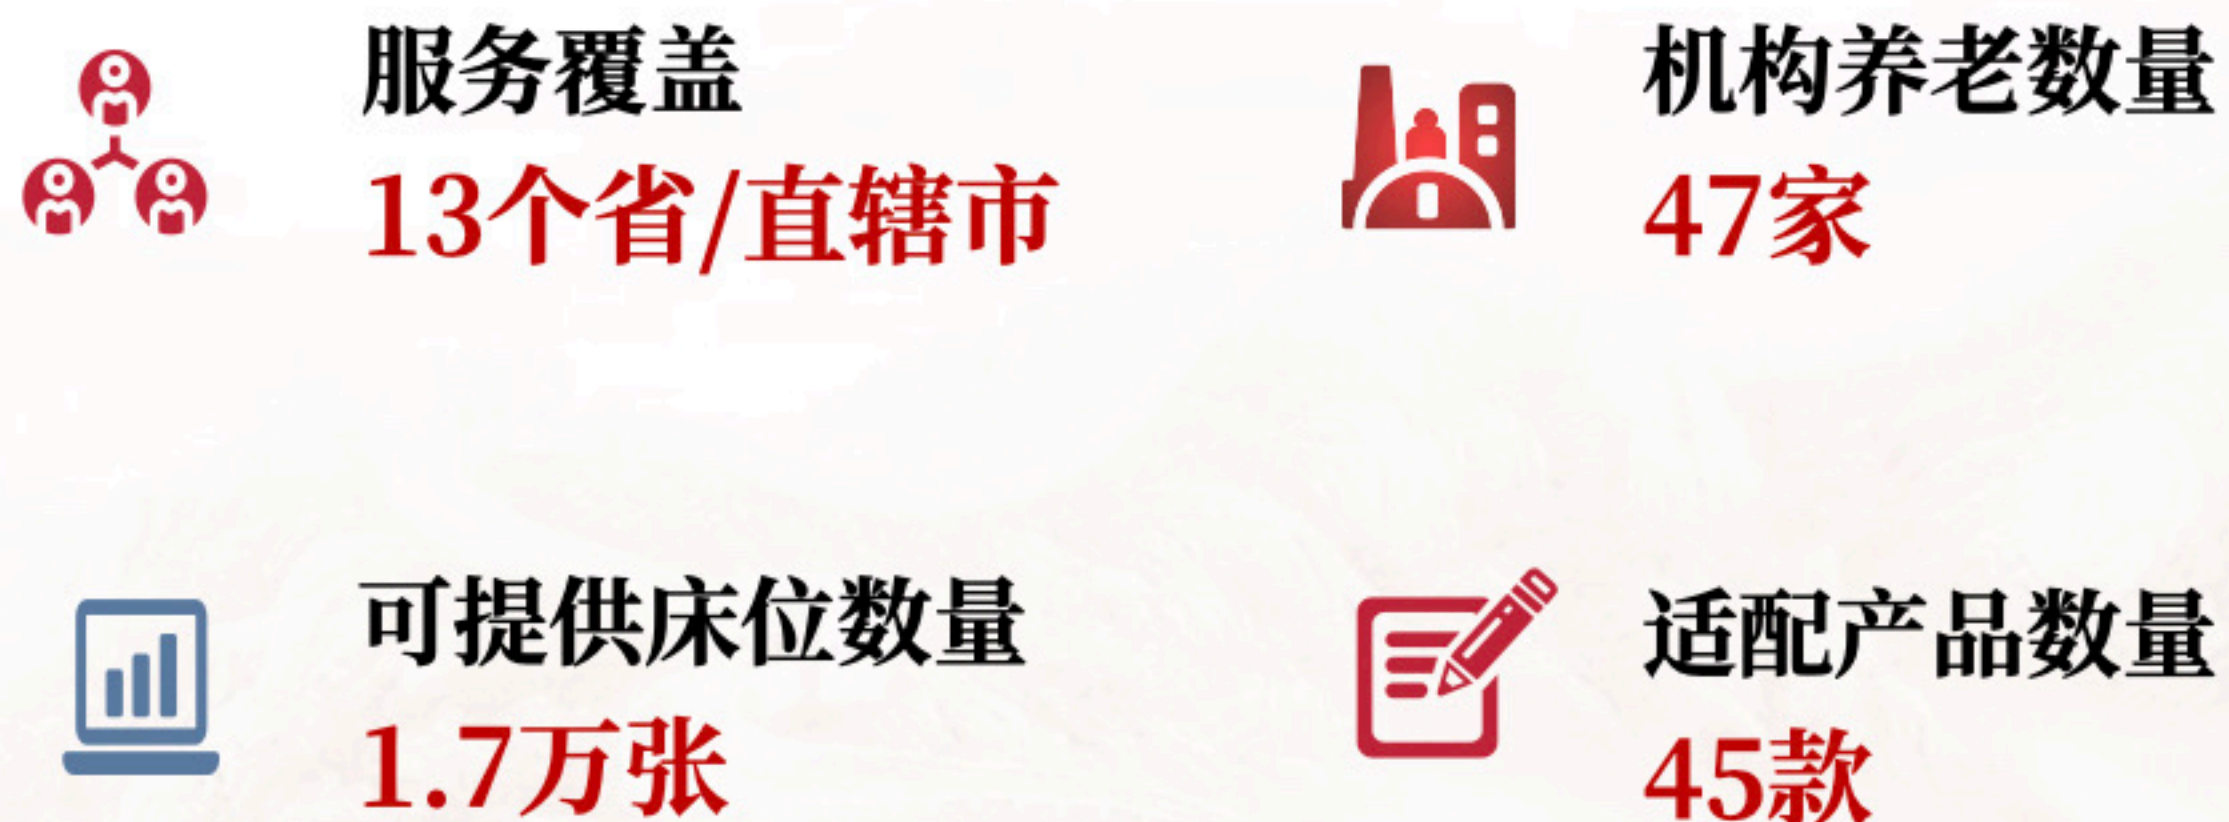 服务覆盖
13个省/直辖市
机构养老数量
47家
可提供床位数量
1.7万张
适配产品数量
45款